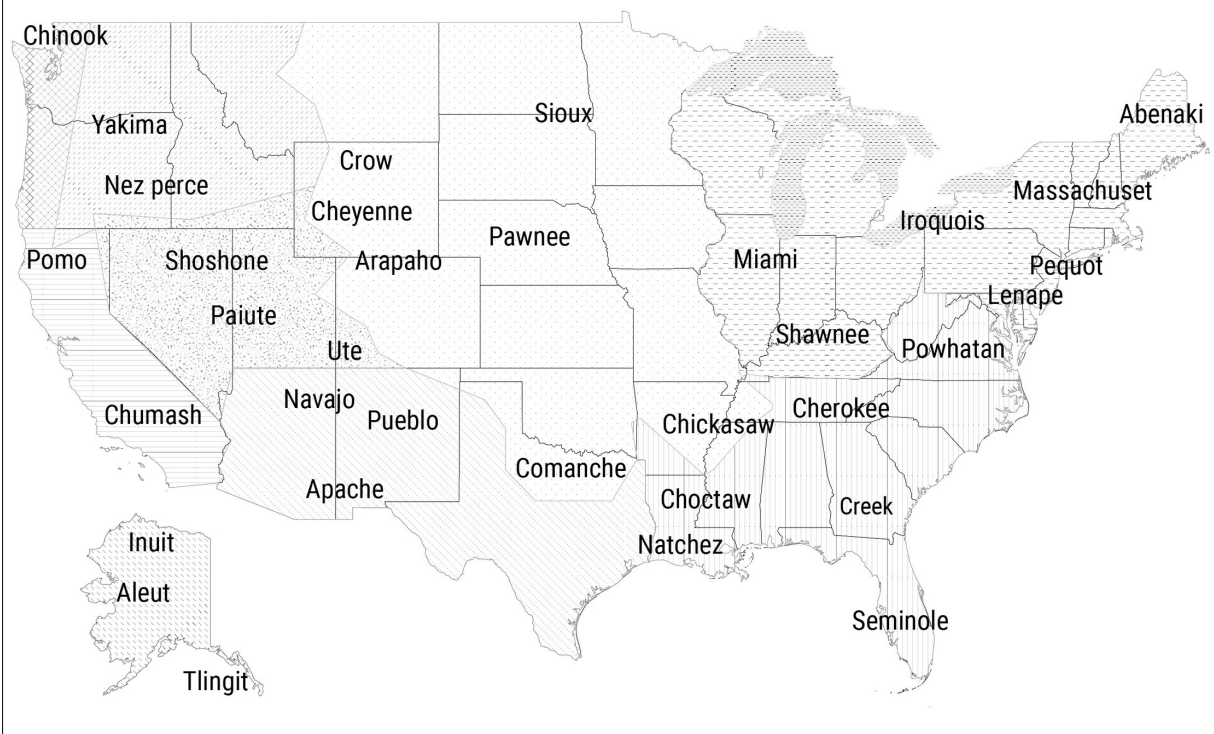 Chinook
Yakima
Nez perce
Sioux
Abenaki
Crow
Cheyenne
Massachuset
Iroquois
Pawnee
Pomo
Shoshone
Arapaho
Miami
Pequot
Lenape
Paiute
Ute
Shawnee
Powhatan
Navajo
Pueblo
Chumash
Chickasaw
Cherokee
Apache
Comanche
Choctaw
Creek
Natchez
Inuit
Aleut
Seminole
Tlingit